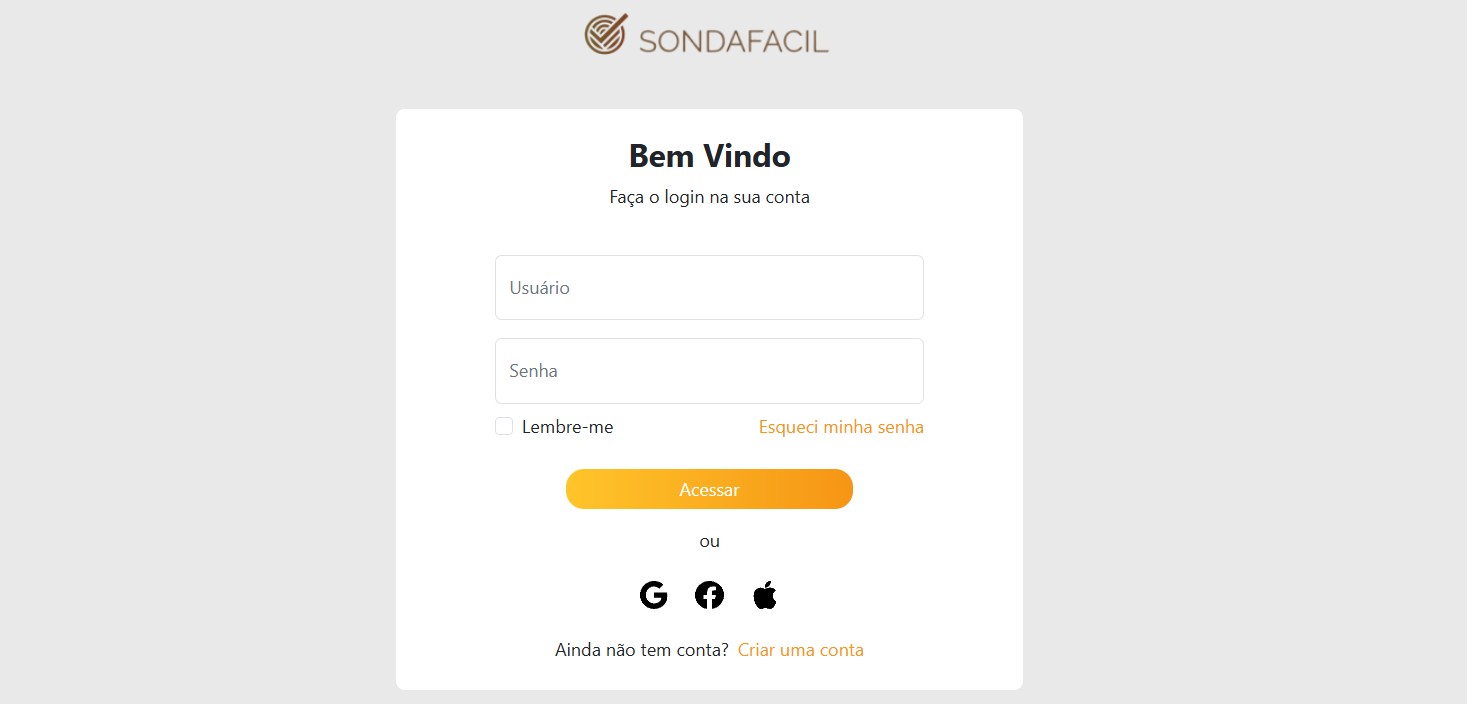 SONDAFACIL
Bem Vindo
Faça o login na sua conta
Usuário
Senha
Lembre-me Esqueci minha senha
Acessar
ou
Ainda não tem conta? Criar uma conta